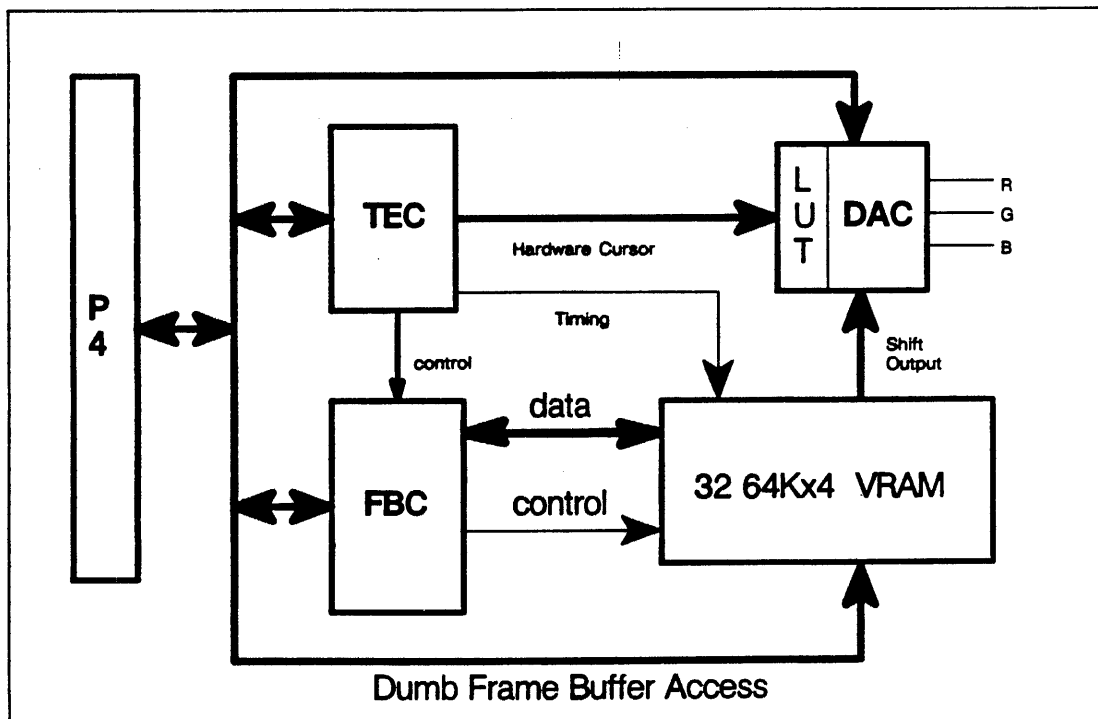 P
4
TEC
FBC
L
U
T
DAC
R
G
B
Hardware Cursor
Timing
control
Shift
Output
data
control
32 64Kx4 VRAM
Dumb Frame Buffer Access